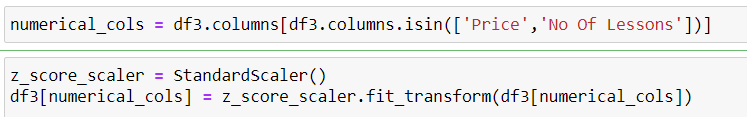 numerical_cols = df3.columns[df3.columns.isin(['Price','No Of Lessons'])]
z_score_scaler = StandardScaler()
df3[numerical_cols] = z_score_scaler.fit_transform(df3[numerical_cols])